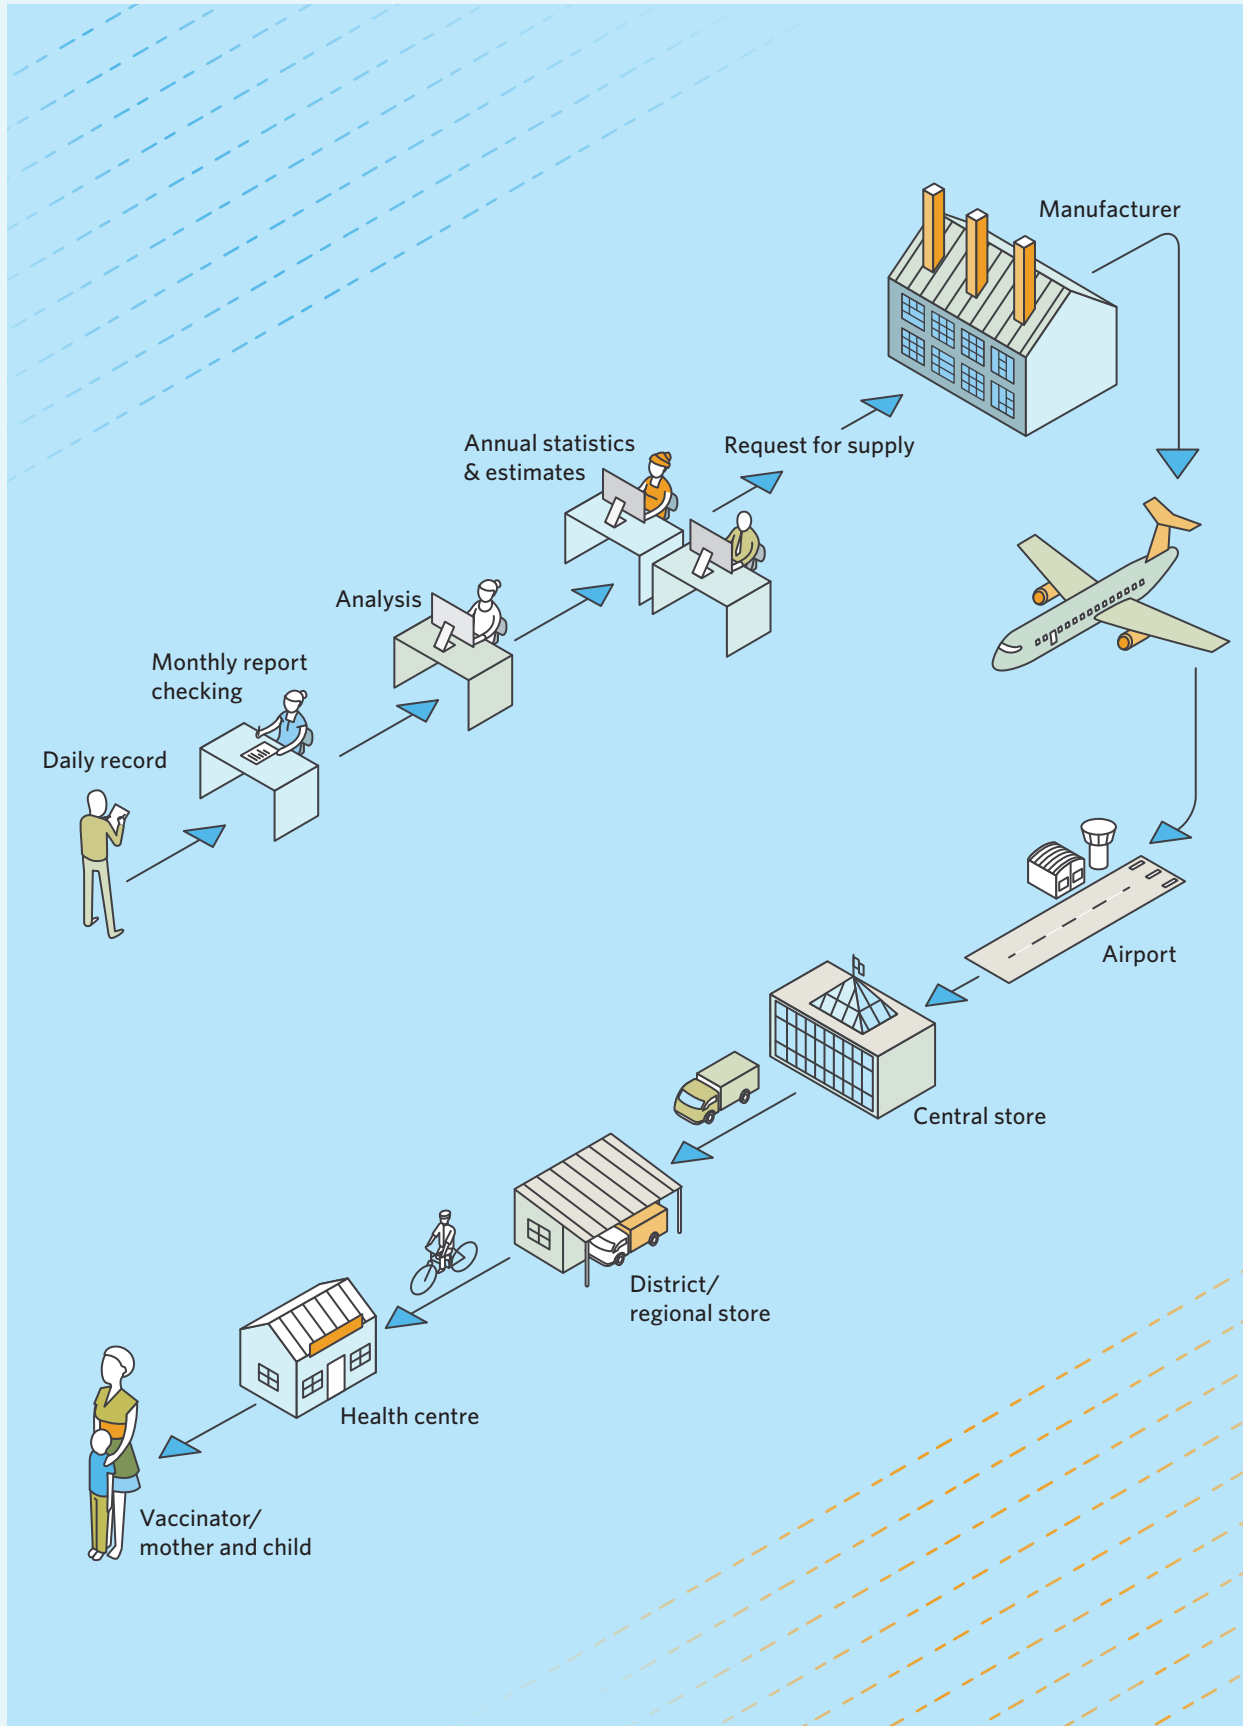 Manufacturer
Annual statistics
& estimates
Request for supply
Analysis
Monthly report
checking
Daily record
Airport
Central store
District/
regional store
Health centre
Vaccinator/
mother and child